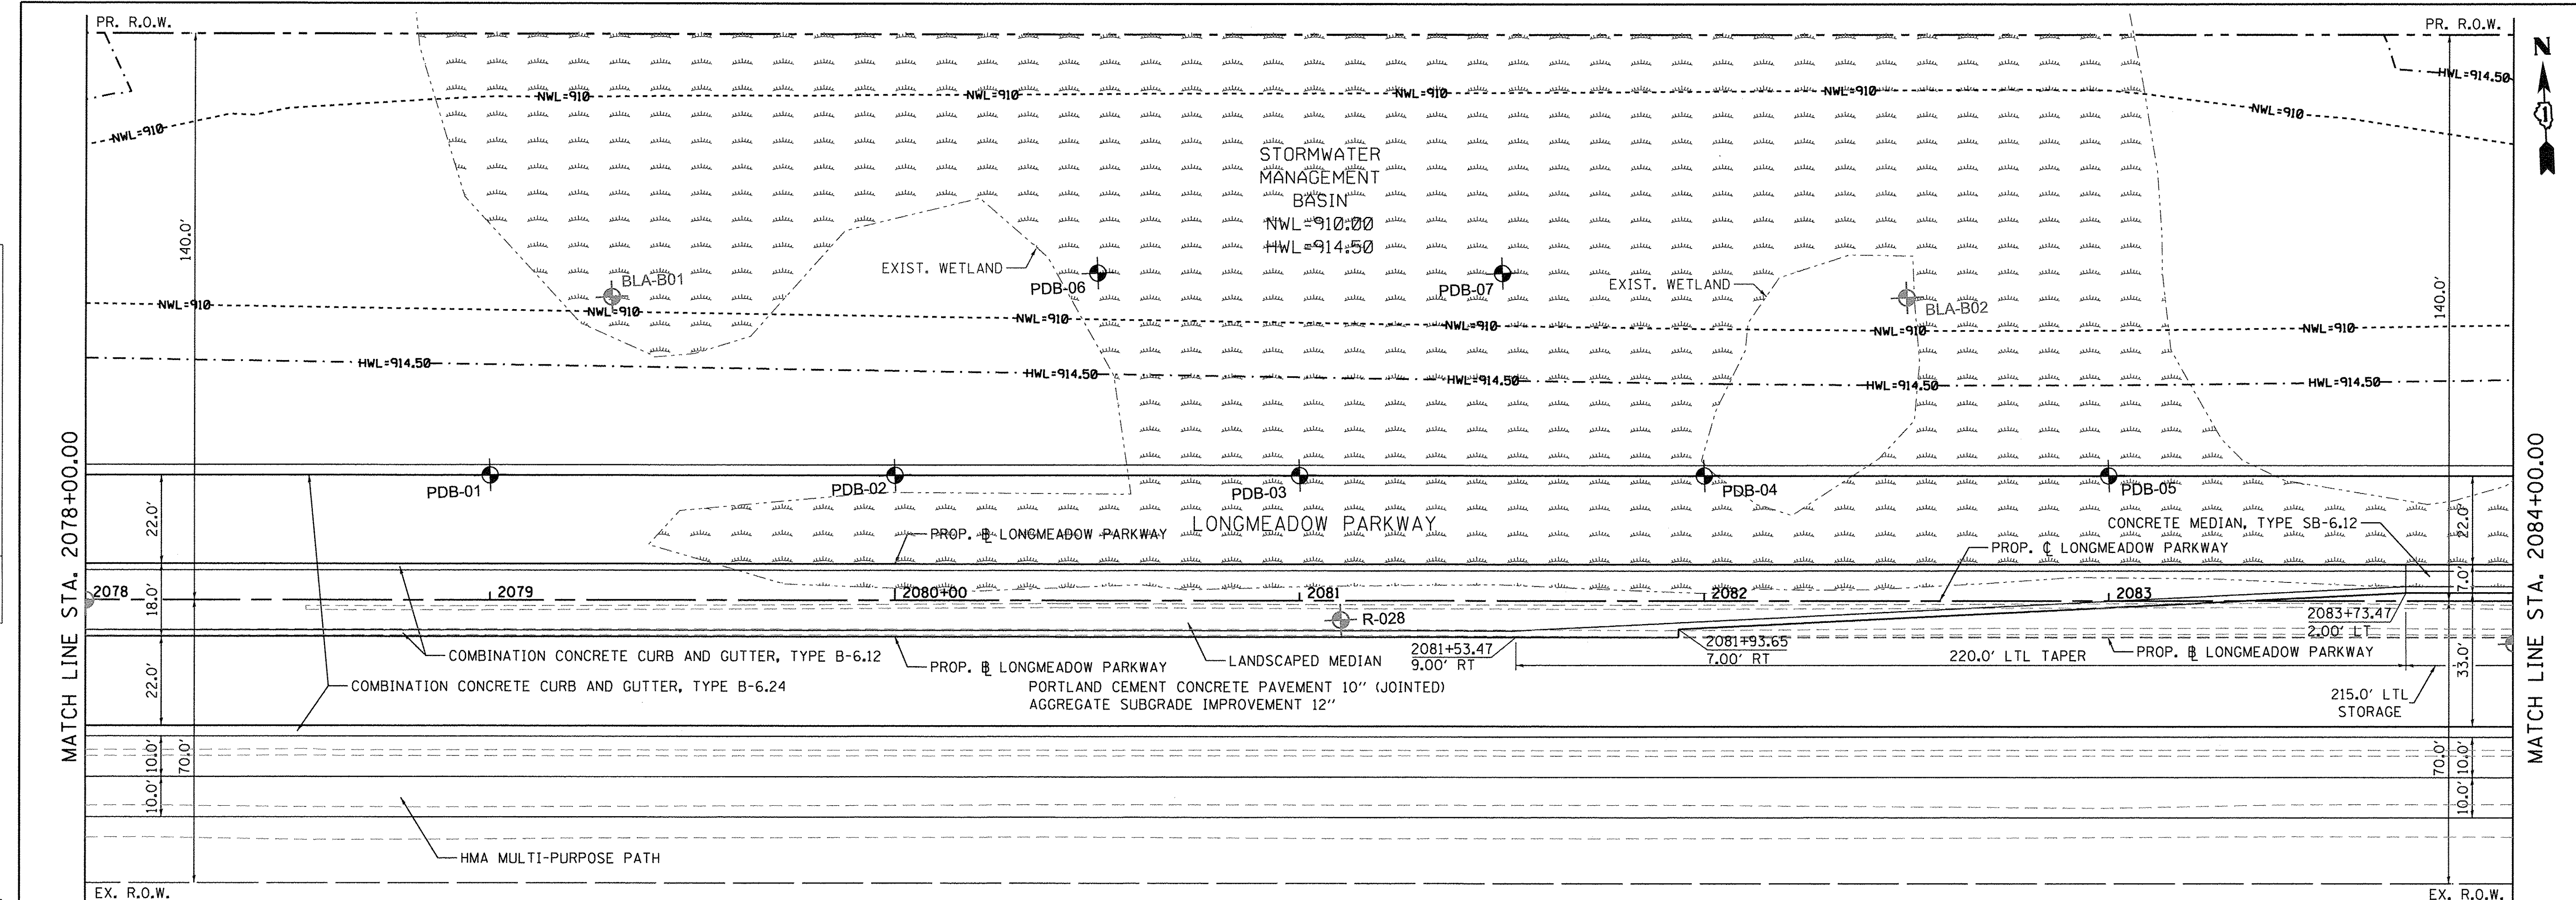 PR. R.O.W.
PR. R.O.W.
N
1
HWL=914.50
NWL=910
NWL=910
NWL=910
NWL=910
NWL=910
NWL=910
STORMWATER
MANAGEMENT
BASIN
NWL=910.00
HWL=914.50
140.0'
140.0'
EXIST. WETLAND
EXIST. WETLAND
BLA-B01
PDB-06
PDB-07
BLA-B02
NWL=910
NWL=910
NWL=910
NWL=910
NWL=910
NWL=910
HWL=914.50
HWL=914.50
HWL=914.50
HWL=914.50
HWL=914.50
MATCH LINE STA. 2078+00.00
MATCH LINE STA. 2084+00.00
PDB-01
PDB-02
PDB-03
PDB-04
PDB-05
22.0'
22.0'
LONGMEADOW PARKWAY
CONCRETE MEDIAN, TYPE SB-6.12
PROP. BL LONGMEADOW PARKWAY
PROP. CL LONGMEADOW PARKWAY
2078
2079
2080+00
2081
2082
2083
18.0'
7.0'
R-028
2083+73.47
2.00' LT
2081+53.47
9.00' RT
2081+93.65
7.00' RT
COMBINATION CONCRETE CURB AND GUTTER, TYPE B-6.12
PROP. BL LONGMEADOW PARKWAY
LANDSCAPED MEDIAN
220.0' LTL TAPER
PROP. BL LONGMEADOW PARKWAY
22.0'
33.0'
COMBINATION CONCRETE CURB AND GUTTER, TYPE B-6.24
PORTLAND CEMENT CONCRETE PAVEMENT 10" (JOINTED)
AGGREGATE SUBGRADE IMPROVEMENT 12"
215.0' LTL
STORAGE
10.0'
10.0'
70.0'
70.0'
10.0'
10.0'
HMA MULTI-PURPOSE PATH
EX. R.O.W.
EX. R.O.W.